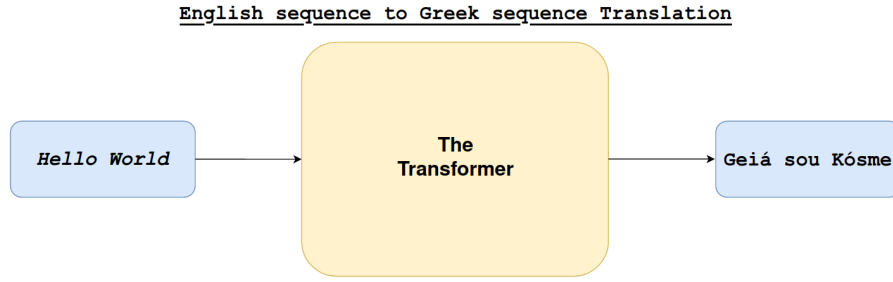 English sequence to Greek sequence Translation
Hello World
The
Transformer
Geiá sou Kósme